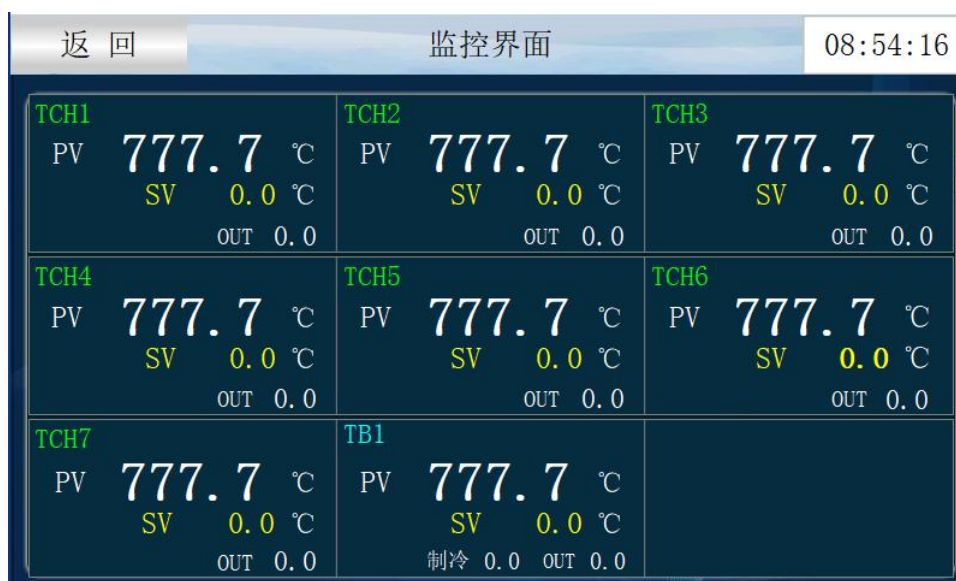 返 回 监控界面 08:54:16
TCH1 TCH2 TCH3
PV 777.7 ℃ PV 777.7 ℃ PV 777.7 ℃
SV 0.0 ℃ SV 0.0 ℃ SV 0.0 ℃
OUT 0.0 OUT 0.0 OUT 0.0
TCH4 TCH5 TCH6
PV 777.7 ℃ PV 777.7 ℃ PV 777.7 ℃
SV 0.0 ℃ SV 0.0 ℃ SV 0.0 ℃
OUT 0.0 OUT 0.0 OUT 0.0
TCH7 TB1
PV 777.7 ℃ PV 777.7 ℃
SV 0.0 ℃ SV 0.0 ℃
OUT 0.0 制冷 0.0 OUT 0.0